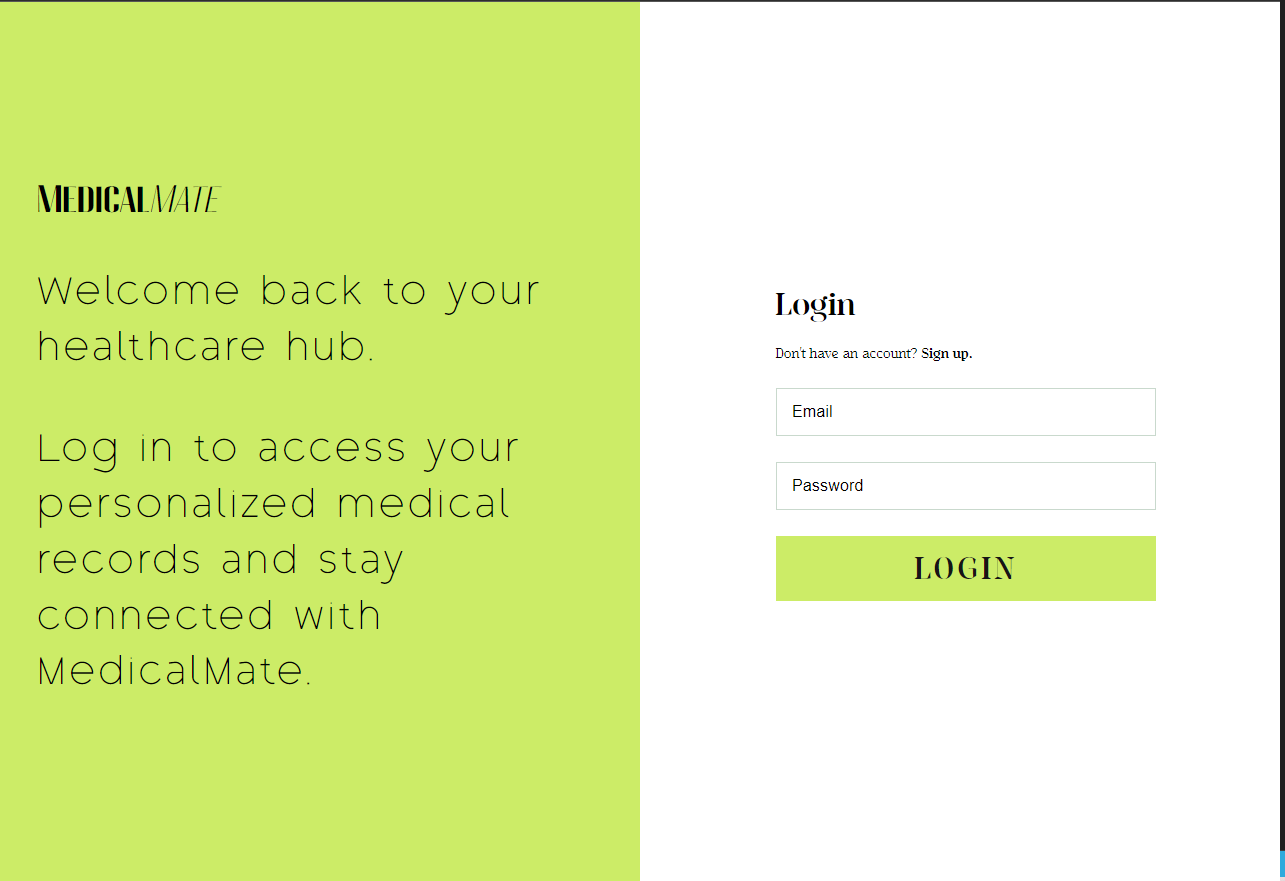 MEDICALMATE
Welcome back to your
healthcare hub.
Log in to access your
personalized medical
records and stay
connected with
MedicalMate.
Login
Don't have an account? Sign up.
Email
Password
LOGIN